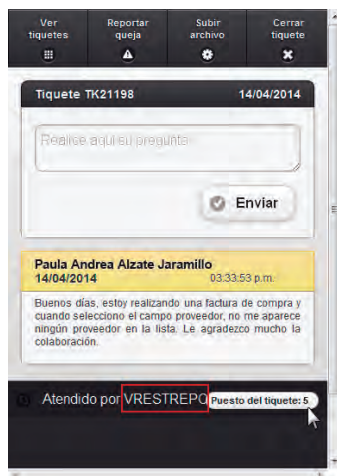 Ver tiquetes
Reportar queja
Subir archivo
Cerrar tiquete
Tiquete TK21198 14/04/2014
Realice aquí su pregunta
Enviar
Paula Andrea Alzate Jaramillo
14/04/2014 03:33:53 p.m.
Buenos días, estoy realizando una factura de compra y
cuando selecciono el campo proveedor, no me aparece
ningún proveedor en la lista. Le agradezco mucho la
colaboración.
Atendido por VRESTREPO Puesto del tiquete: 5